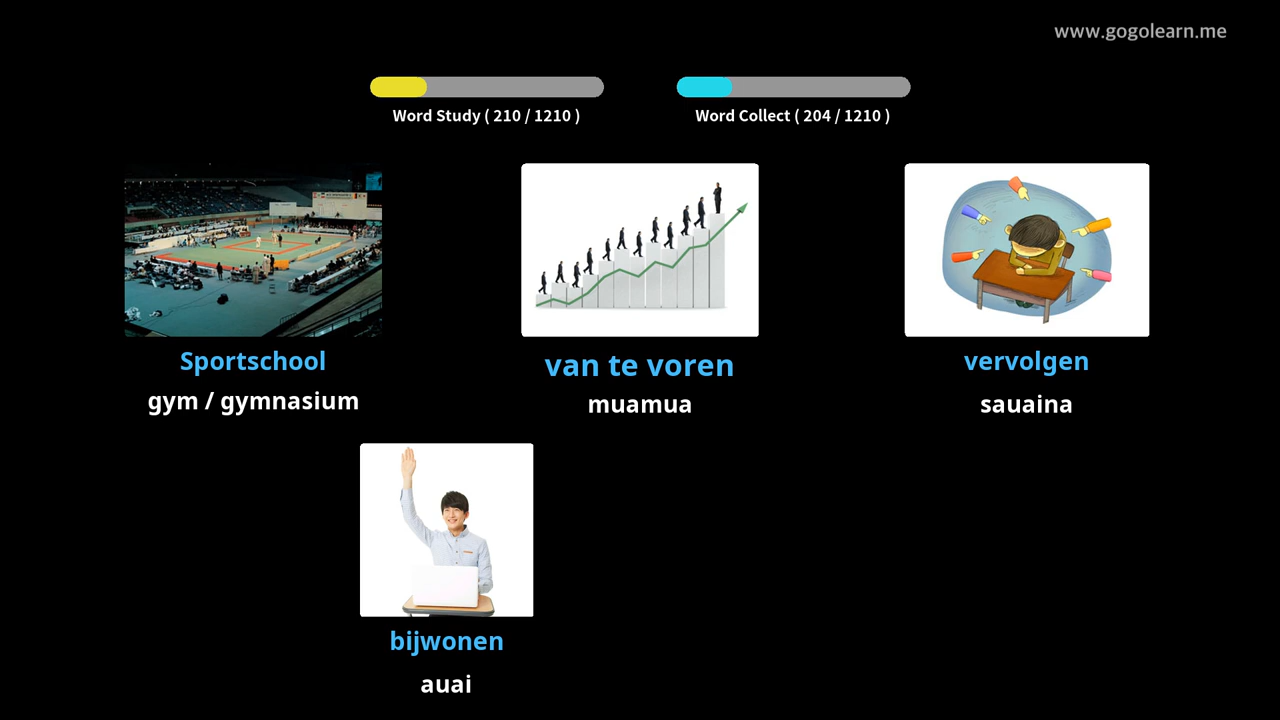 www.gogolearn.me
Word Study ( 210 / 1210 )
Word Collect ( 204 / 1210 )
Sportschool
gym / gymnasium
van te voren
muamua
vervolgen
sauaina
bijwonen
auai